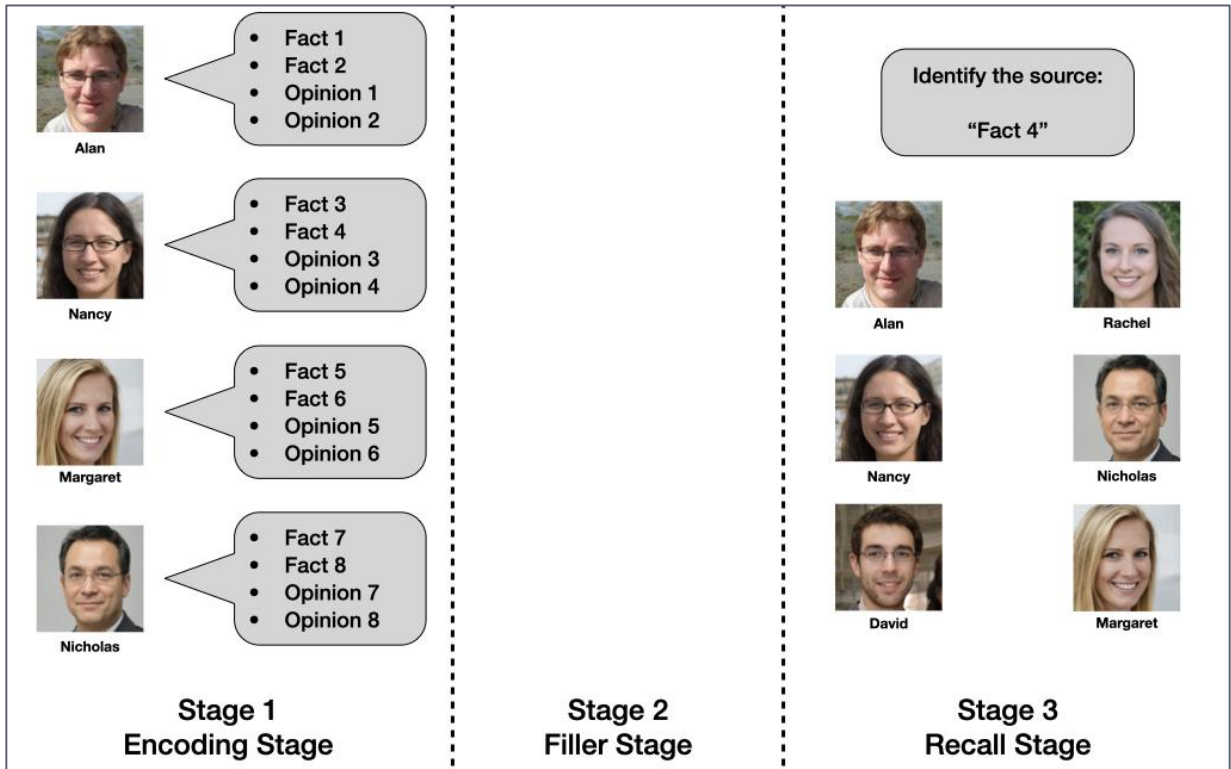 • Fact 1
• Fact 2
• Opinion 1
• Opinion 2
Alan
• Fact 3
• Fact 4
• Opinion 3
• Opinion 4
Nancy
• Fact 5
• Fact 6
• Opinion 5
• Opinion 6
Margaret
• Fact 7
• Fact 8
• Opinion 7
• Opinion 8
Nicholas
Stage 1
Encoding Stage
Stage 2
Filler Stage
Identify the source:
“Fact 4”
Alan
Rachel
Nancy
Nicholas
David
Margaret
Stage 3
Recall Stage